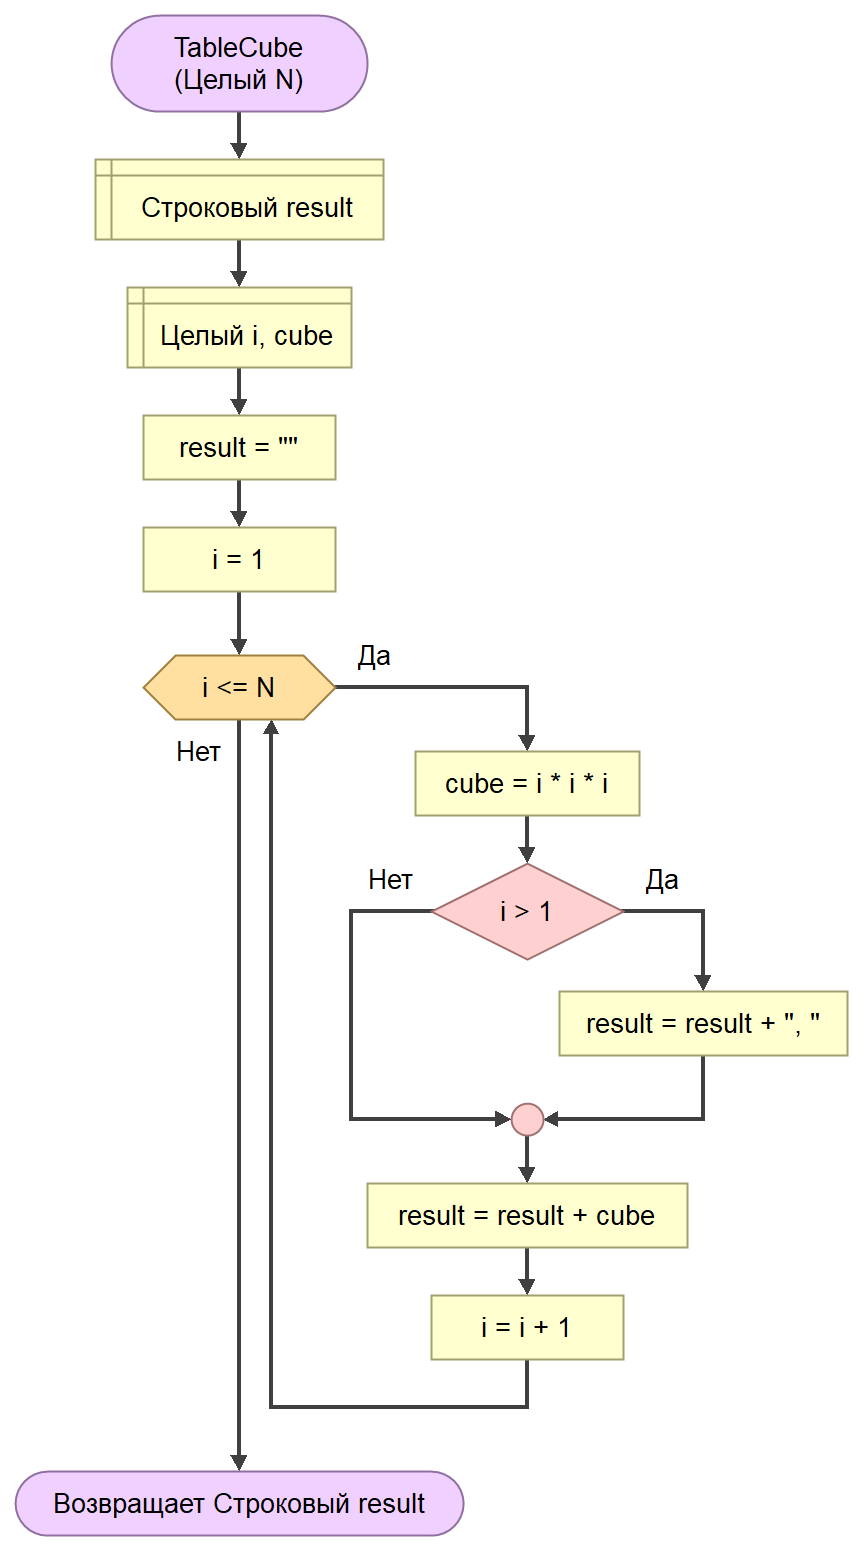 TableCube
(Целый N)
Строковый result
Целый i, cube
result = ""
i = 1
i <= N
Да
Нет
cube = i * i * i
i > 1
Нет
Да
result = result + ", "
result = result + cube
i = i + 1
Возвращает Строковый result